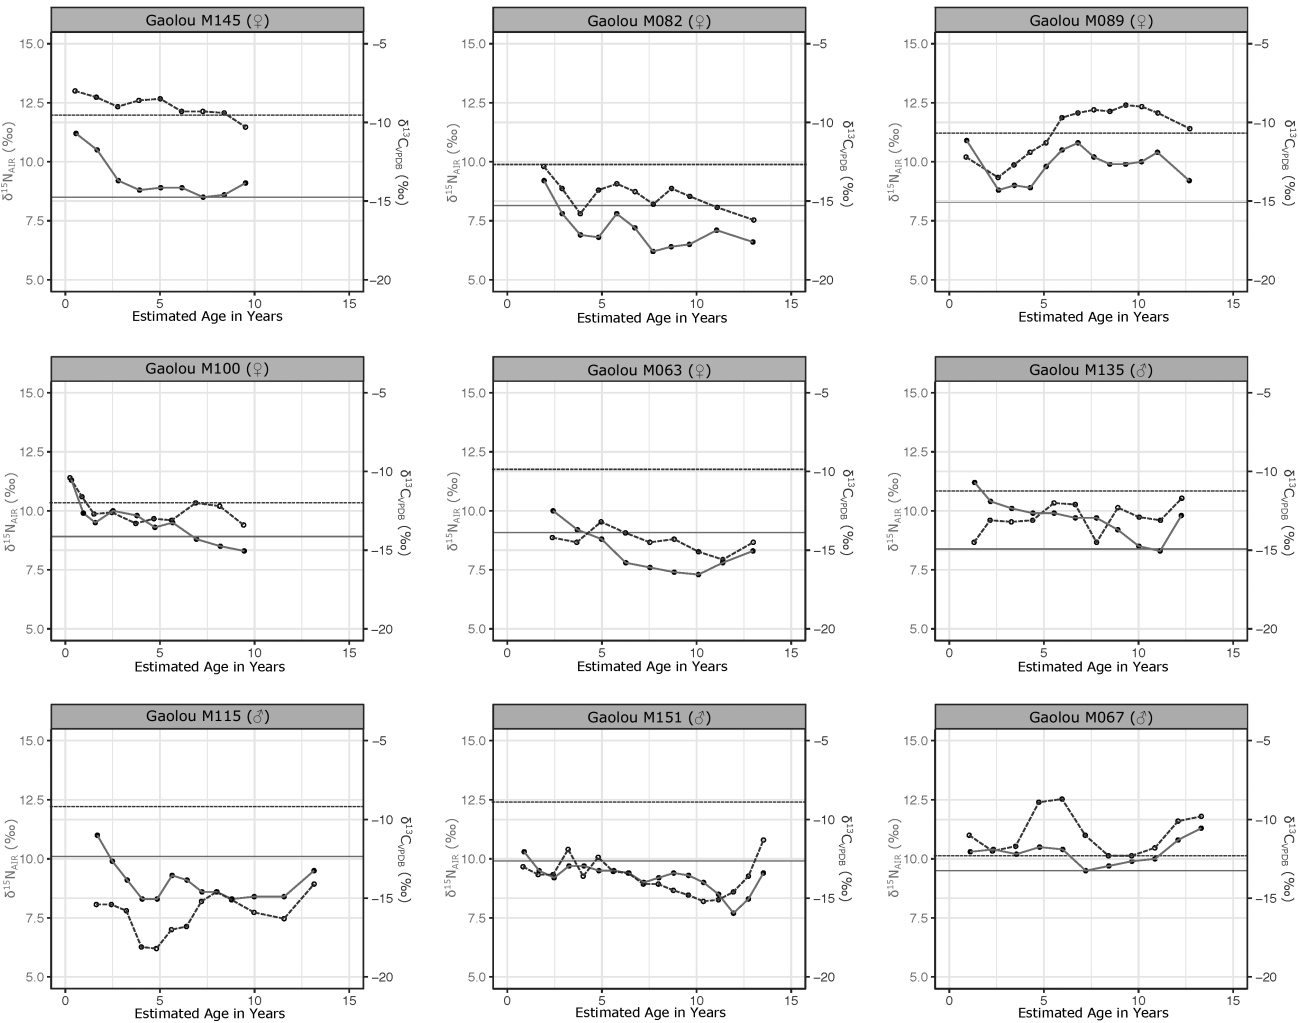 Gaolou M145 (♀) Gaolou M082 (♀) Gaolou M089 (♀)
15.0 −5 15.0 −5 15.0 −5
12.5 −10 12.5 −10 12.5 −10
10.0 10.0 10.0
δ15NAIR (‰) δ13CVPDB (‰) δ15NAIR (‰) δ13CVPDB (‰) δ15NAIR (‰) δ13CVPDB (‰)
7.5 −15 7.5 −15 7.5 −15
5.0 −20 5.0 −20 5.0 −20
0 5 10 15 0 5 10 15 0 5 10 15
Estimated Age in Years Estimated Age in Years Estimated Age in Years
Gaolou M100 (♀) Gaolou M063 (♀) Gaolou M135 (♂)
15.0 −5 15.0 −5 15.0 −5
12.5 −10 12.5 −10 12.5 −10
10.0 10.0 10.0
δ15NAIR (‰) δ13CVPDB (‰) δ15NAIR (‰) δ13CVPDB (‰) δ15NAIR (‰) δ13CVPDB (‰)
7.5 −15 7.5 −15 7.5 −15
5.0 −20 5.0 −20 5.0 −20
0 5 10 15 0 5 10 15 0 5 10 15
Estimated Age in Years Estimated Age in Years Estimated Age in Years
Gaolou M115 (♂) Gaolou M151 (♂) Gaolou M067 (♂)
15.0 −5 15.0 −5 15.0 −5
12.5 −10 12.5 −10 12.5 −10
10.0 10.0 10.0
δ15NAIR (‰) δ13CVPDB (‰) δ15NAIR (‰) δ13CVPDB (‰) δ15NAIR (‰) δ13CVPDB (‰)
7.5 −15 7.5 −15 7.5 −15
5.0 −20 5.0 −20 5.0 −20
0 5 10 15 0 5 10 15 0 5 10 15
Estimated Age in Years Estimated Age in Years Estimated Age in Years